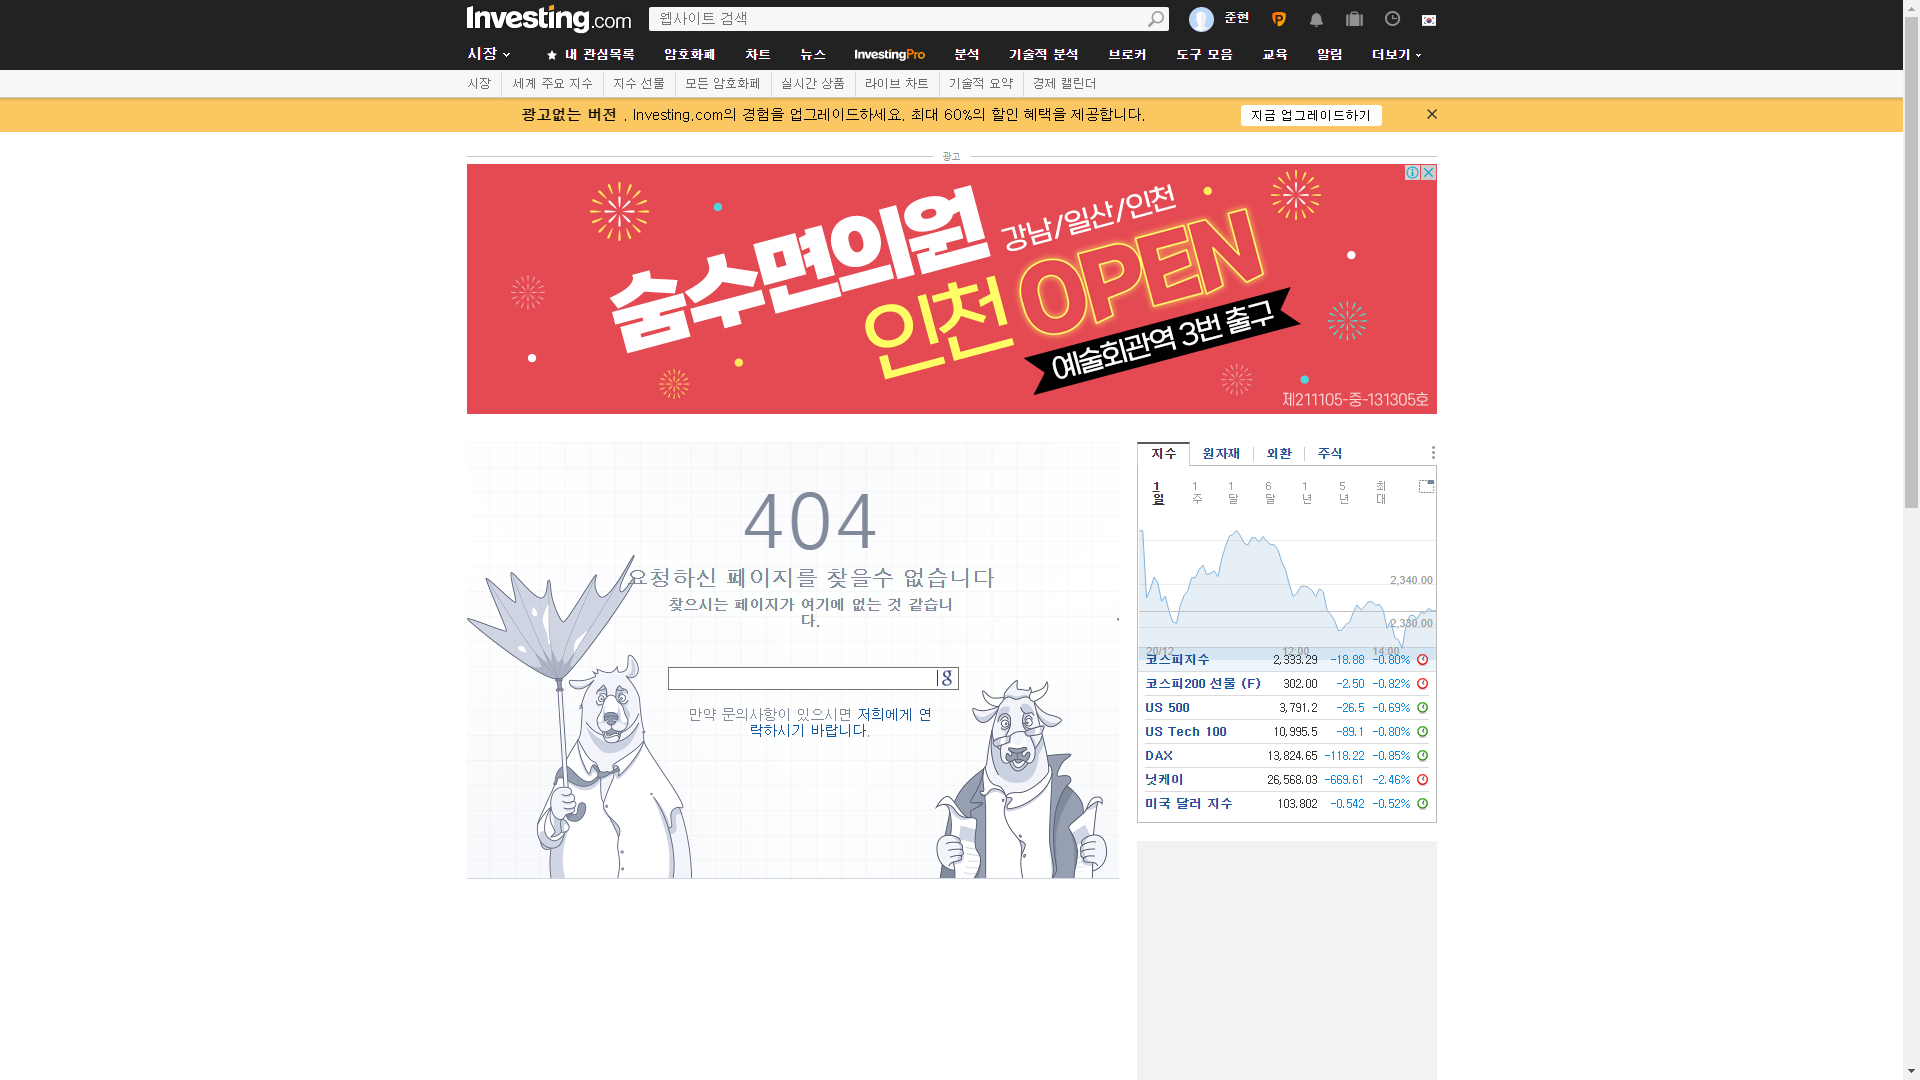 Investing.com
웹사이트 검색
준현
시장
내 관심목록
암호화폐
차트
뉴스
InvestingPro
분석
기술적 분석
브로커
도구 모음
교육
알림
더보기
시장
세계 주요 지수
지수 선물
모든 암호화폐
실시간 상품
라이브 차트
기술적 요약
경제 캘린더
광고없는 버전 . Investing.com의 경험을 업그레이드하세요. 최대 60%의 할인 혜택을 제공합니다.
지금 업그레이드하기
광고
숨수면의원
강남/일산/인천
인천 OPEN
예술회관역 3번 출구
제211105-중-131305호
404
요청하신 페이지를 찾을수 없습니다
찾으시는 페이지가 여기에 없는 것 같습니
다.
g
만약 문의사항이 있으시면 저희에게 연
락하시기 바랍니다.
지수
원자재
외환
주식
1일
1주
1달
6달
1년
5년
최대
2,340.00
2,330.00
20/12
12:00
14:00
코스피지수 2,333.29 -18.88 -0.80%
코스피200 선물 (F) 302.00 -2.50 -0.82%
US 500 3,791.2 -26.5 -0.69%
US Tech 100 10,995.5 -89.1 -0.80%
DAX 13,824.65 -118.22 -0.85%
닛케이 26,568.03 -669.61 -2.46%
미국 달러 지수 103.802 -0.542 -0.52%